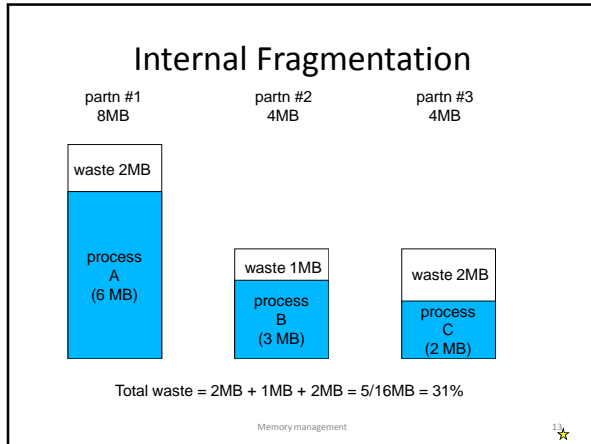 Internal Fragmentation
partn #1
8MB
partn #2
4MB
partn #3
4MB
waste 2MB
process
A
(6 MB)
waste 1MB
process
B
(3 MB)
waste 2MB
process
C
(2 MB)
Total waste = 2MB + 1MB + 2MB = 5/16MB = 31%
Memory management
13